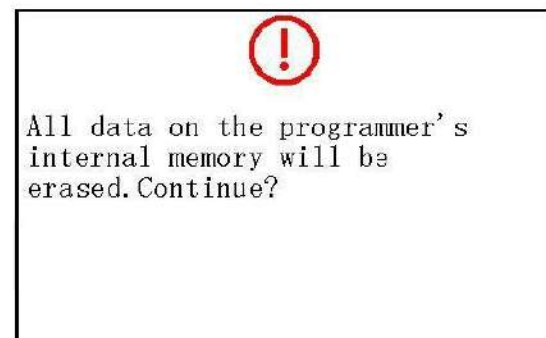 All data on the programmer's
internal memory will be
erased.Continue?